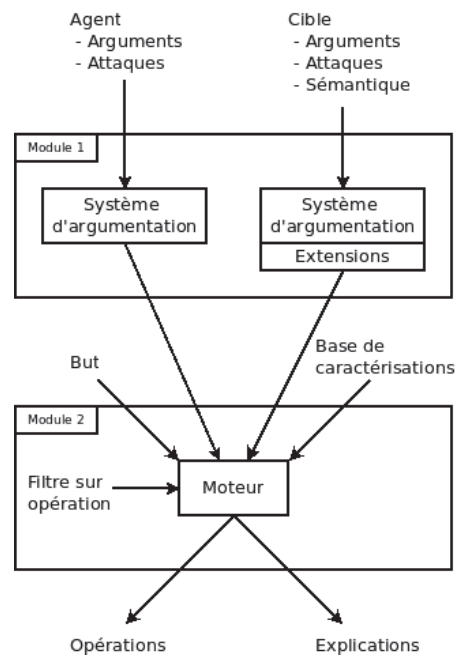 Agent
- Arguments
- Attaques
Cible
- Arguments
- Attaques
- Sémantique
Module 1
Système
d'argumentation
Système
d'argumentation
Extensions
But
Base de
caractérisations
Module 2
Filtre sur
opération
Moteur
Opérations
Explications